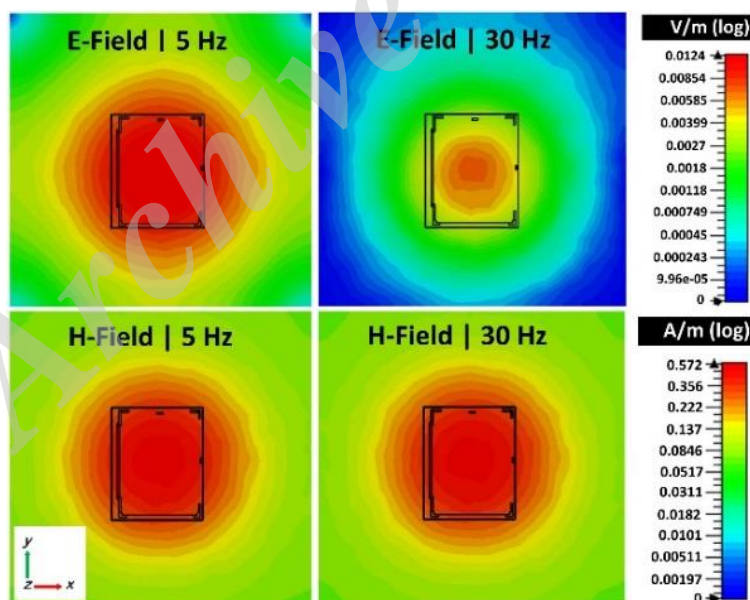 E-Field | 5 Hz
E-Field | 30 Hz
V/m (log)
0.0124
0.00854
0.00585
0.00399
0.0027
0.0018
0.00118
0.000749
0.00045
0.000243
9.96e-05
0
H-Field | 5 Hz
H-Field | 30 Hz
A/m (log)
0.572
0.356
0.222
0.137
0.0846
0.0517
0.0311
0.0182
0.0101
0.00511
0.00197
0
y
z
x
Archive